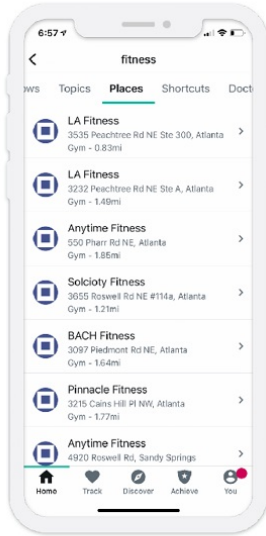 6:57
fitness
ws Topics Places Shortcuts Doct
LA Fitness
3535 Peachtree Rd NE Ste 300, Atlanta
Gym - 0.83mi
LA Fitness
3232 Peachtree Rd NE Ste A, Atlanta
Gym - 1.49mi
Anytime Fitness
550 Pharr Rd NE, Atlanta
Gym - 1.85mi
Solcioty Fitness
3655 Roswell Rd NE #114a, Atlanta
Gym - 1.21mi
BACH Fitness
3097 Piedmont Rd NE, Atlanta
Gym - 1.64mi
Pinnacle Fitness
3215 Cains Hill Pl NW, Atlanta
Gym - 1.77mi
Anytime Fitness
4920 Roswell Rd, Sandy Springs
Home Track Discover Achieve You